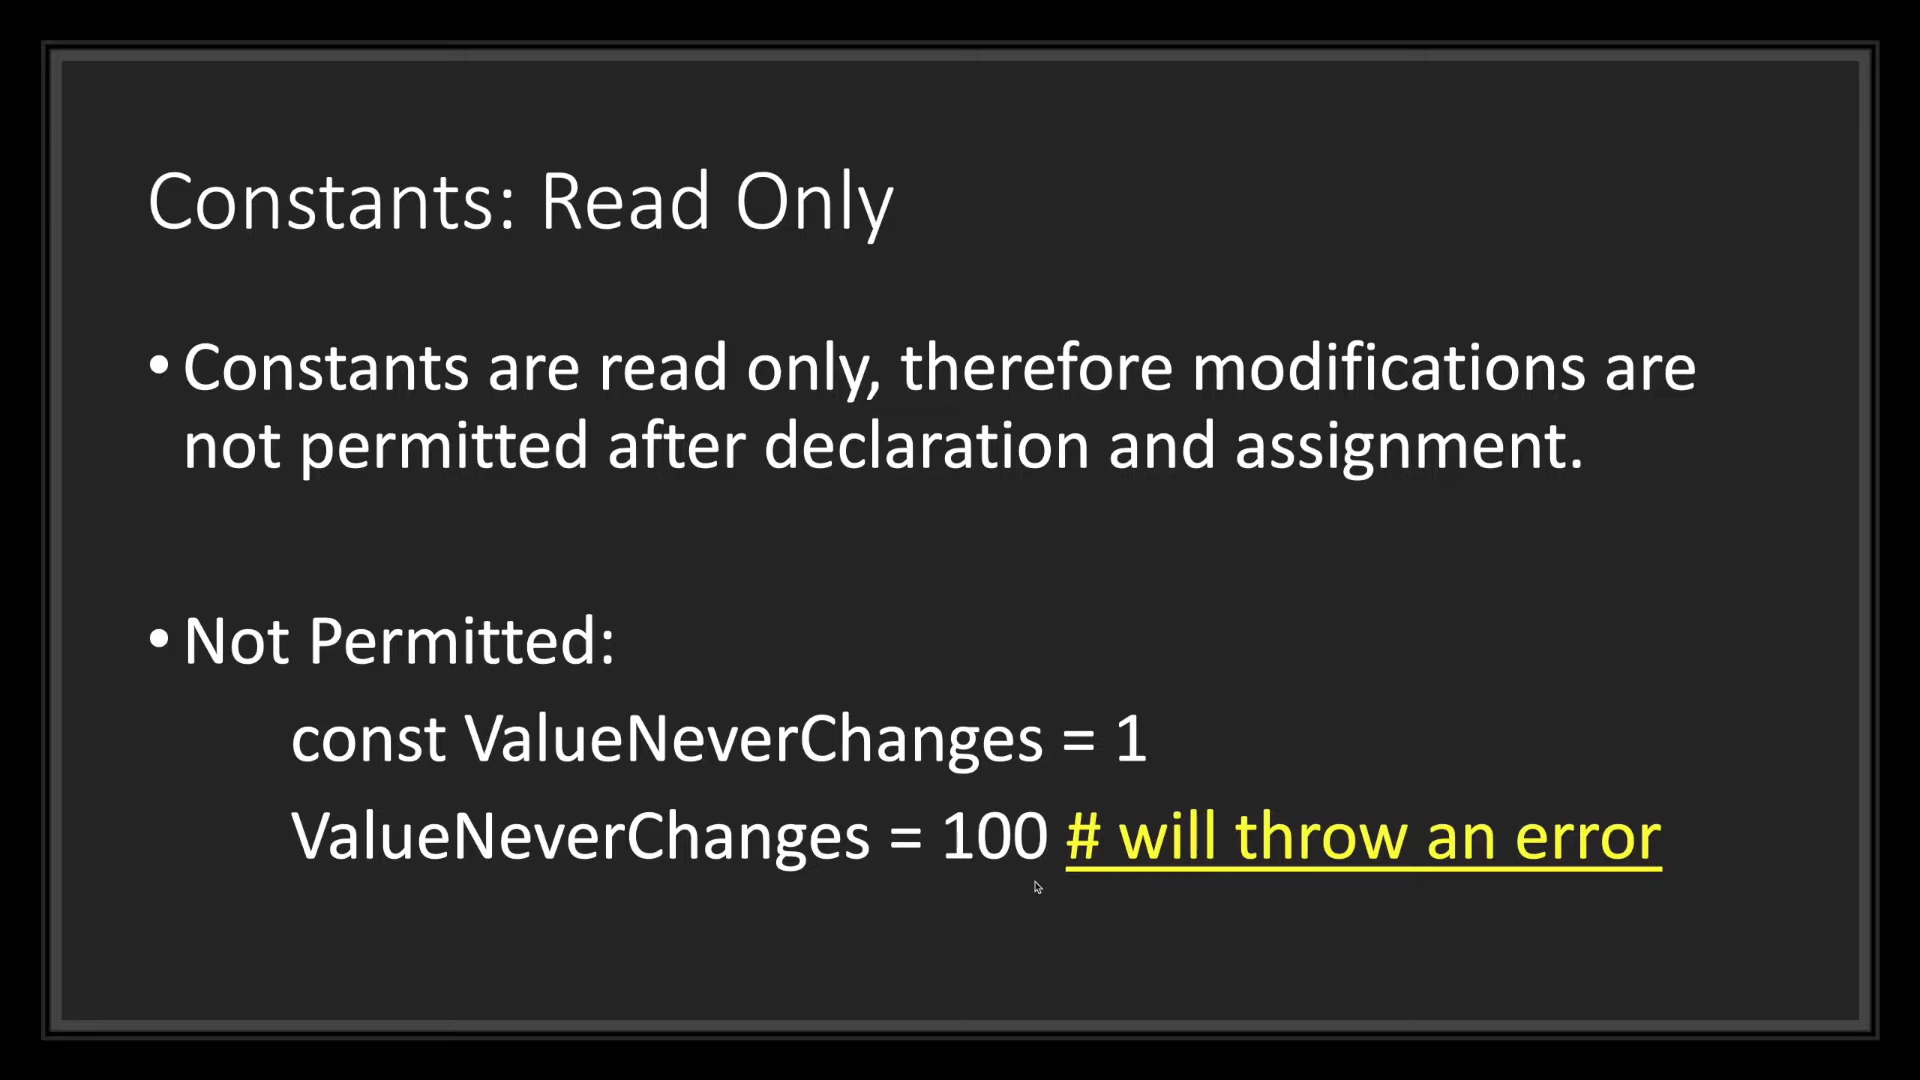 Constants: Read Only
• Constants are read only, therefore modifications are
not permitted after declaration and assignment.
• Not Permitted:
const ValueNeverChanges = 1
ValueNeverChanges = 100 # will throw an error